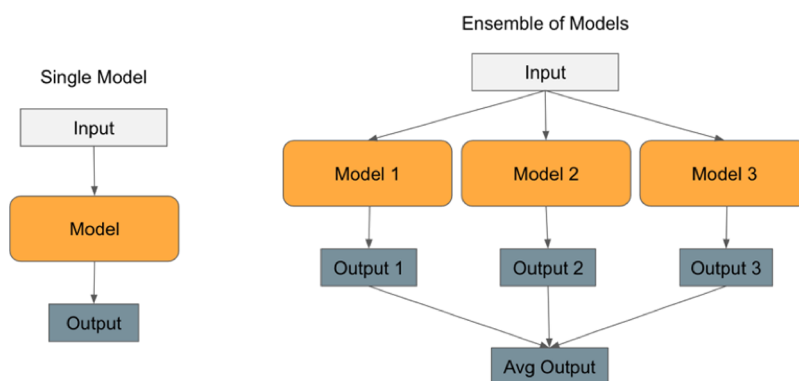 Single Model
Input
Model
Output
Ensemble of Models
Input
Model 1
Model 2
Model 3
Output 1
Output 2
Output 3
Avg Output